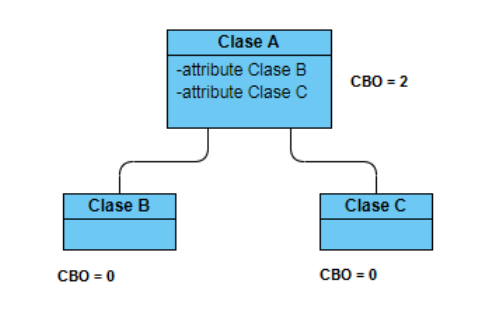 Clase A
-attribute Clase B
-attribute Clase C
CBO = 2
Clase B
Clase C
CBO = 0
CBO = 0